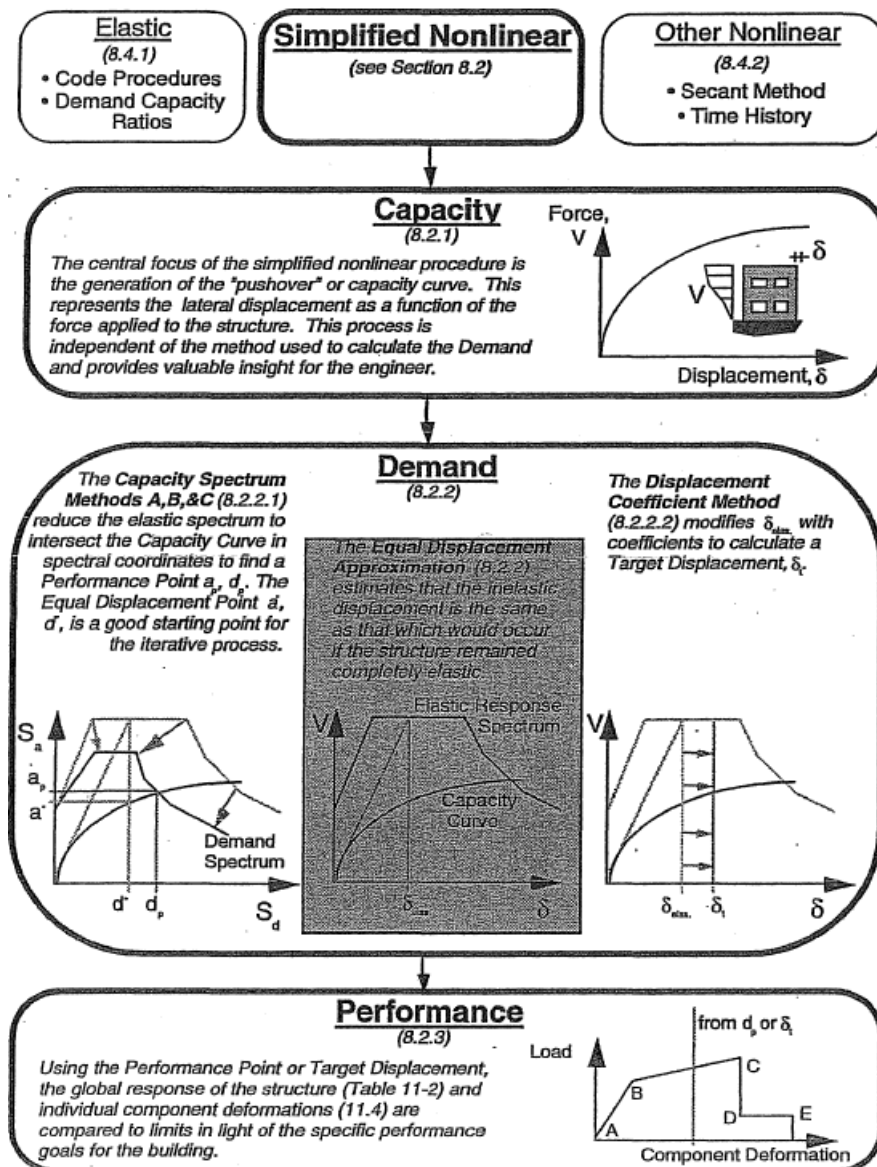 Elastic
(8.4.1)
• Code Procedures
• Demand Capacity
Ratios
Simplified Nonlinear
(see Section 8.2)
Other Nonlinear
(8.4.2)
• Secant Method
• Time History
Capacity
(8.2.1)
The central focus of the simplified nonlinear procedure is
the generation of the "pushover" or capacity curve. This
represents the lateral displacement as a function of the
force applied to the structure. This process is
independent of the method used to calculate the Demand
and provides valuable insight for the engineer.
Force,
V
δ
V
Displacement, δ
Demand
(8.2.2)
The Capacity Spectrum
Methods A,B,&C (8.2.2.1)
reduce the elastic spectrum to
intersect the Capacity Curve in
spectral coordinates to find a
Performance Point a_p, d_p. The
Equal Displacement Point a',
d', is a good starting point for
the iterative process.
The Equal Displacement
Approximation (8.2.2)
estimates that the inelastic
displacement is the same
as that which would occur
if the structure remained
completely elastic
The Displacement
Coefficient Method
(8.2.2.2) modifies δelas. with
coefficients to calculate a
Target Displacement, δt.
Sa
ap
a'
Demand
Spectrum
d'
dp
Sd
V
Elastic Response
Spectrum
Capacity
Curve
δ
V
δelas.
δt
δ
Performance
(8.2.3)
Using the Performance Point or Target Displacement,
the global response of the structure (Table 11-2) and
individual component deformations (11.4) are
compared to limits in light of the specific performance
goals for the building.
Load
from dp or δt
A
B
C
D
E
Component Deformation